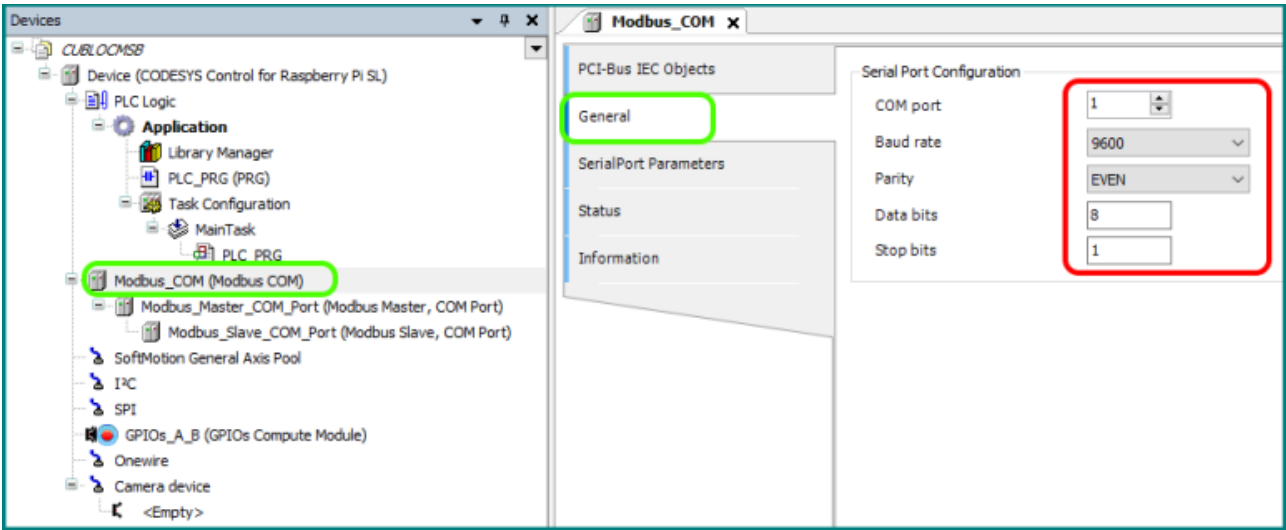 Devices
CUBLOCMSB
Device (CODESYS Control for Raspberry Pi SL)
PLC Logic
Application
Library Manager
PLC_PRG (PRG)
Task Configuration
MainTask
PLC_PRG
Modbus_COM (Modbus COM)
Modbus_Master_COM_Port (Modbus Master, COM Port)
Modbus_Slave_COM_Port (Modbus Slave, COM Port)
SoftMotion General Axis Pool
I²C
SPI
GPIOs_A_B (GPIOs Compute Module)
Onewire
Camera device
<Empty>
Modbus_COM
PCI-Bus IEC Objects
General
SerialPort Parameters
Status
Information
Serial Port Configuration
COM port 1
Baud rate 9600
Parity EVEN
Data bits 8
Stop bits 1